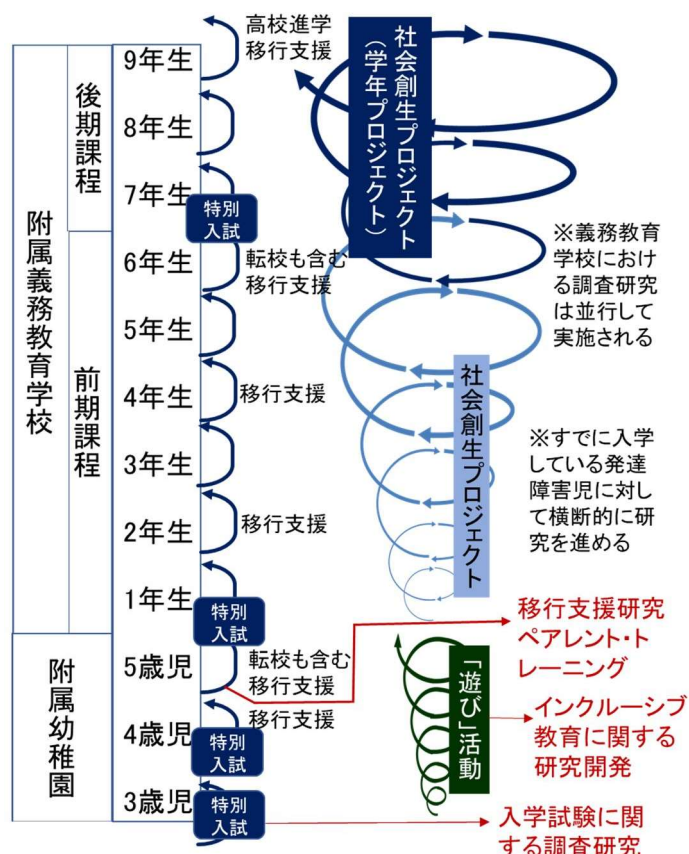 附属義務教育学校
附属幼稚園
後期課程
前期課程
9年生
8年生
7年生
6年生
5年生
4年生
3年生
2年生
1年生
5歳児
4歳児
3歳児
高校進学
移行支援
特別
入試
転校も含む
移行支援
移行支援
移行支援
特別
入試
転校も含む
移行支援
移行支援
特別
入試
特別
入試
社会創生プロジェクト
(学年プロジェクト)
社会創生プロジェクト
「遊び」活動
※義務教育
学校におけ
る調査研究
は並行して
実施される
※すでに入学
している発達
障害児に対し
て横断的に研
究を進める
移行支援研究
ペアレント・ト
レーニング
インクルーシブ
教育に関する
研究開発
入学試験に関
する調査研究